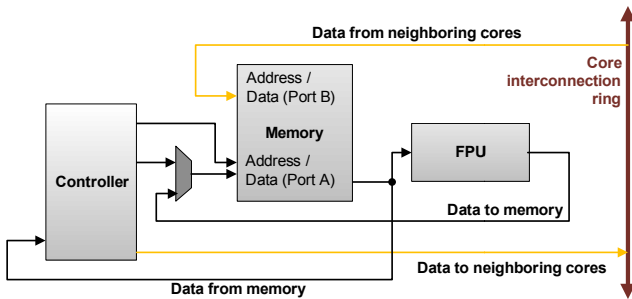 Data from neighboring cores
Core
interconnection
ring
Address /
Data (Port B)
Memory
Address /
Data (Port A)
FPU
Controller
Data to memory
Data to neighboring cores
Data from memory